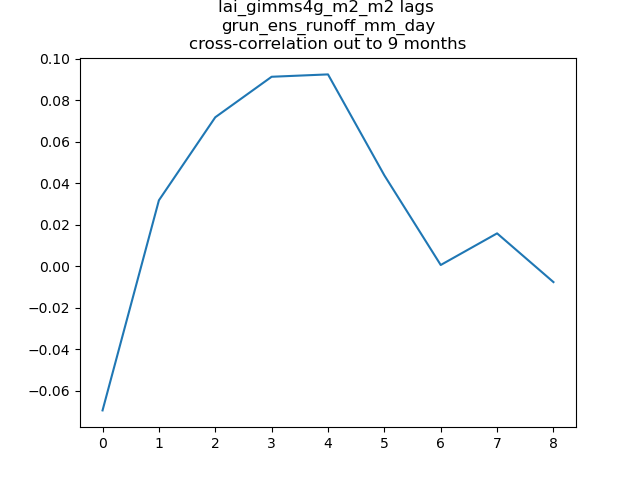 lai_gimms4g_m2_m2 lags
grun_ens_runoff_mm_day
cross-correlation out to 9 months
0.10
0.08
0.06
0.04
0.02
0.00
−0.02
−0.04
−0.06
0 1 2 3 4 5 6 7 8